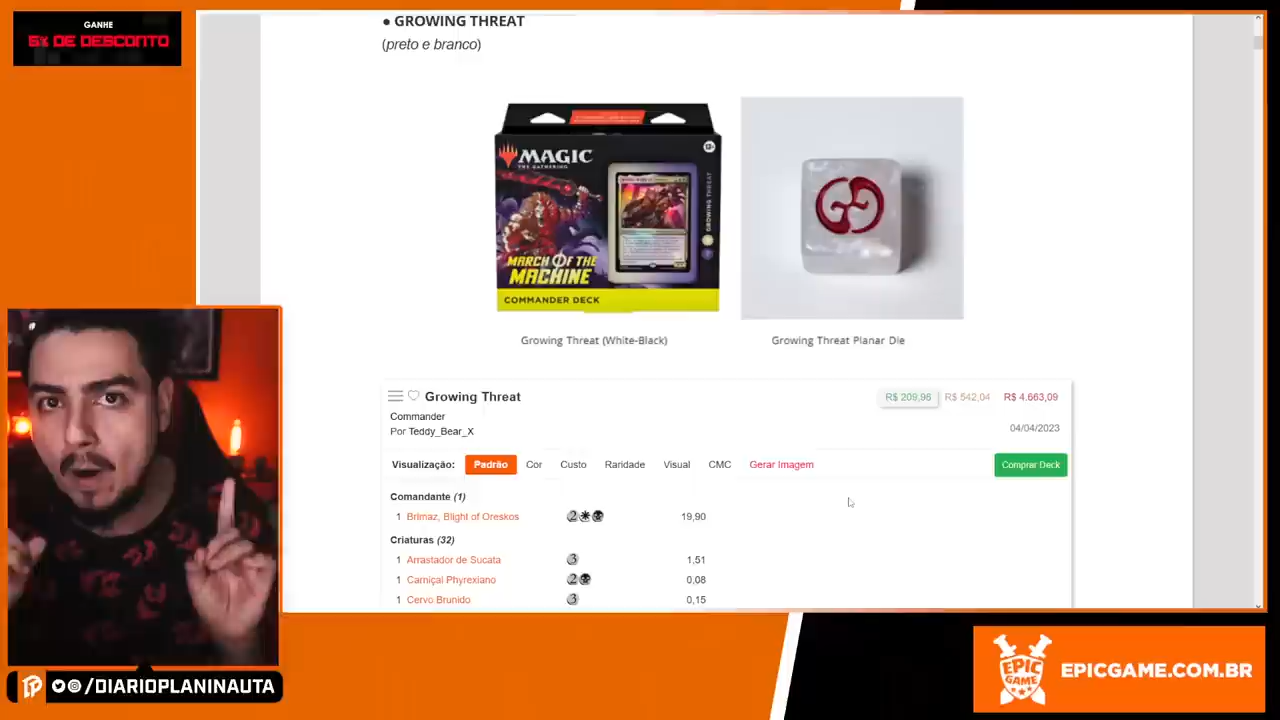 GANHE
5% DE DESCONTO
● GROWING THREAT
(preto e branco)
MAGIC
THE GATHERING
GROWING THREAT
MARCH OF THE
MACHINE
COMMANDER DECK
Growing Threat (White-Black)
Growing Threat Planar Die
Growing Threat
R$ 209,96 R$ 542,04 R$ 4.663,09
Commander
Por Teddy_Bear_X
04/04/2023
Visualização: Padrão Cor Custo Raridade Visual CMC Gerar Imagem Comprar Deck
Comandante (1)
1 Brimaz, Blight of Oreskos 2 19,90
Criaturas (32)
1 Arrastador de Sucata 3 1,51
1 Carniçal Phyrexiano 2 0,08
1 Cervo Brunido 3 0,15
/DIARIOPLANINAUTA
EPIC
GAME
EPICGAME.COM.BR